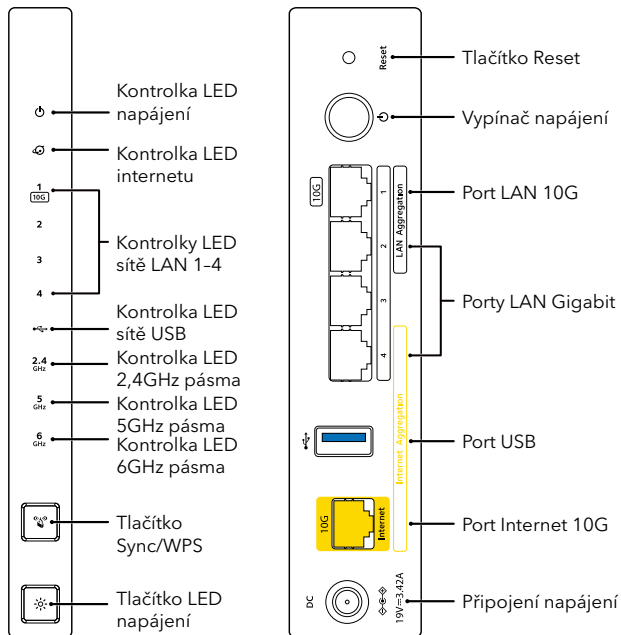 Kontrolka LED
napájení
Kontrolka LED
internetu
1
10G
2
3
4
Kontrolky LED
sítě LAN 1–4
Kontrolka LED
sítě USB
2.4
GHz
Kontrolka LED
2,4GHz pásma
5
GHz
Kontrolka LED
5GHz pásma
6
GHz
Kontrolka LED
6GHz pásma
Tlačítko
Sync/WPS
Tlačítko LED
napájení
Reset
Tlačítko Reset
Vypínač napájení
10G
1
2
3
4
LAN Aggregation
Port LAN 10G
Porty LAN Gigabit
Internet Aggregation
Port USB
10G
Internet
Port Internet 10G
DC
19V⎓3.42A
Připojení napájení